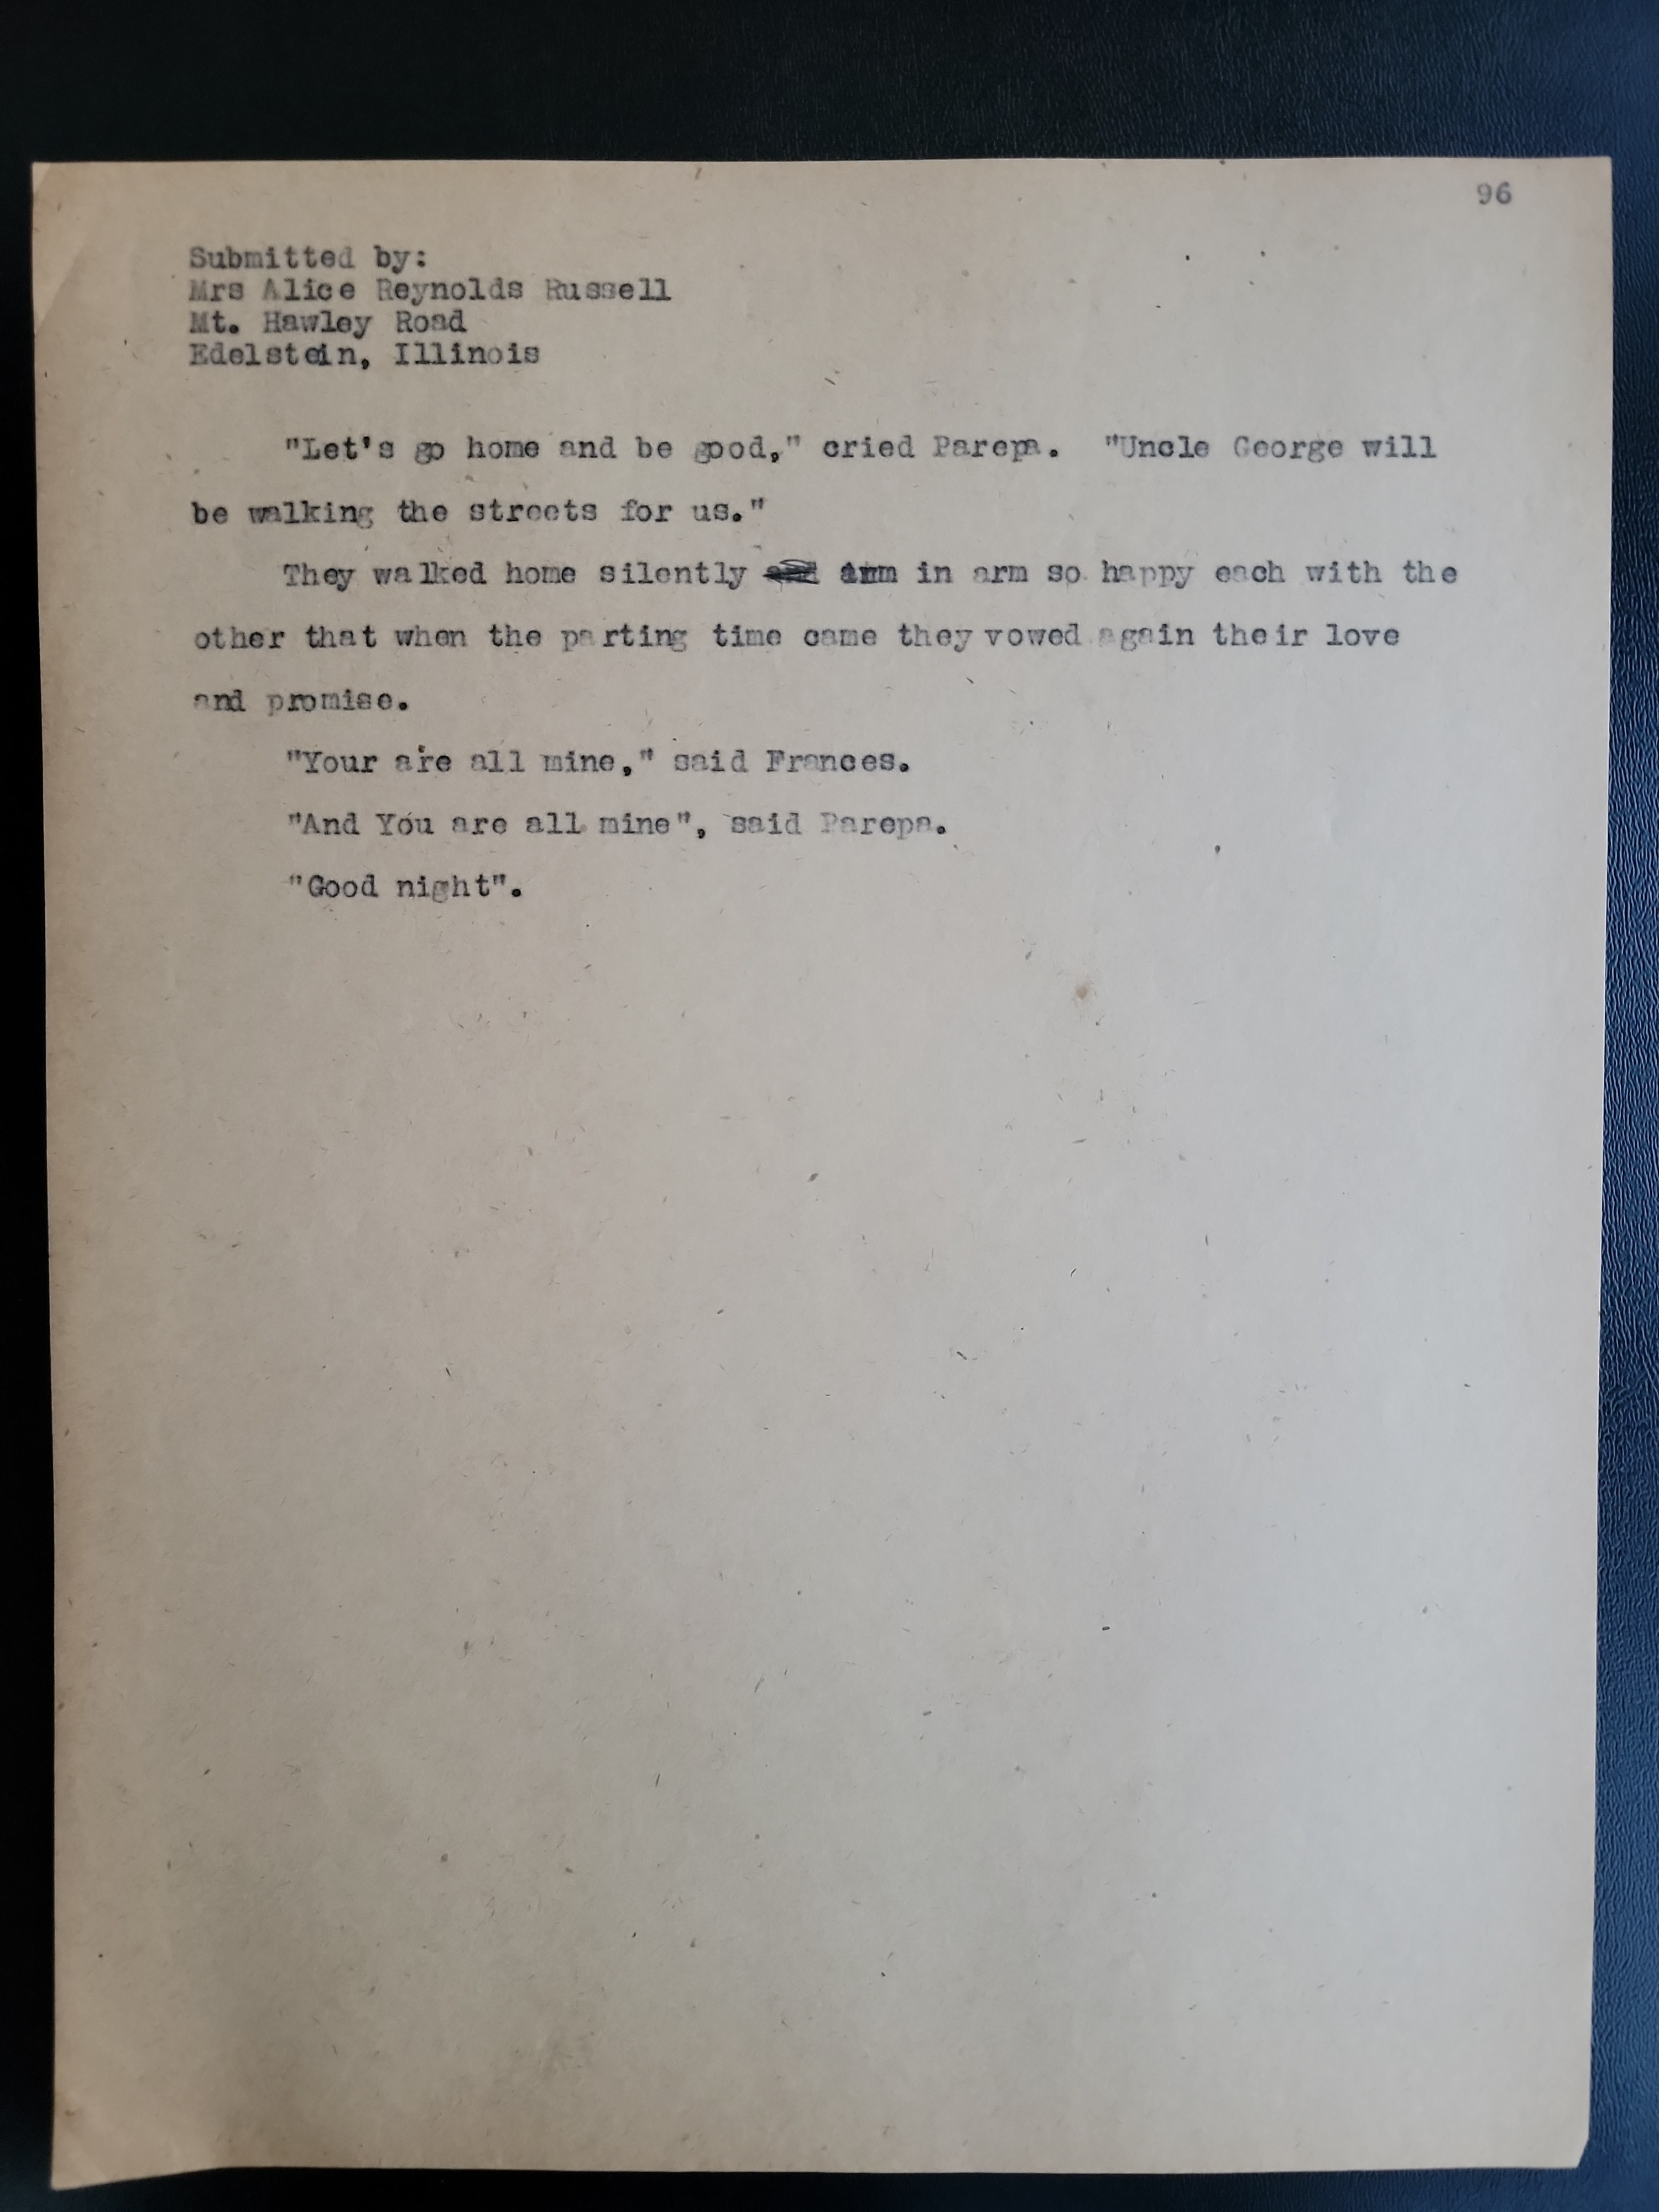 96
Submitted by:
Mrs Alice Reynolds Russell
Mt. Hawley Road
Edelstein, Illinois
"Let's go home and be good," cried Parepa. "Uncle George will
be walking the streets for us."
They walked home silently arm in arm so happy each with the
other that when the parting time came they vowed again their love
and promise.
"Your are all mine," said Frances.
"And You are all mine", said Parepa.
"Good night".